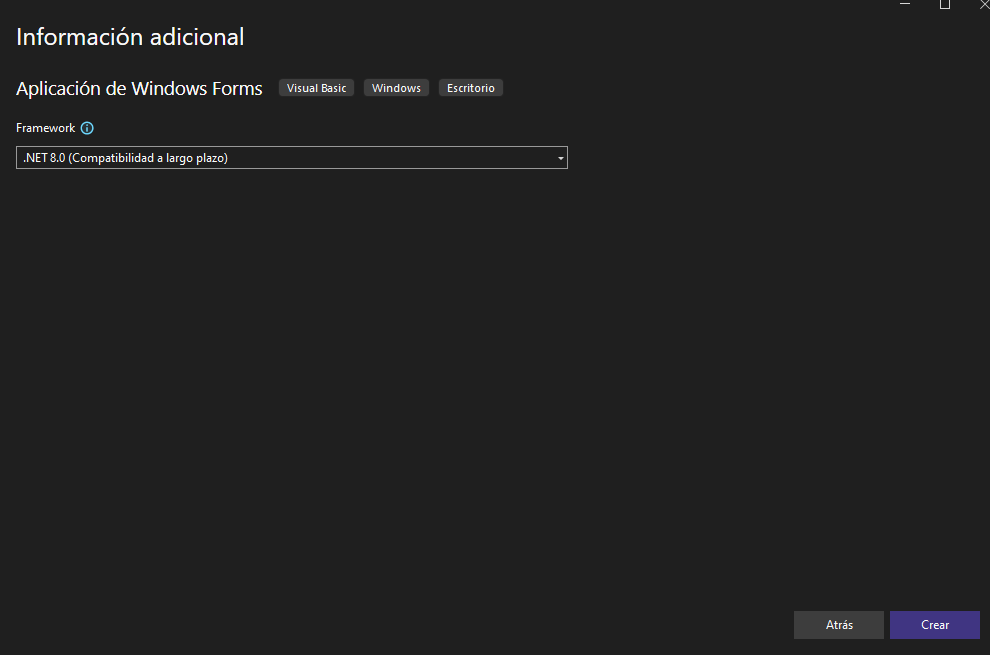 Información adicional
Aplicación de Windows Forms Visual Basic Windows Escritorio
Framework
.NET 8.0 (Compatibilidad a largo plazo)
Atrás Crear